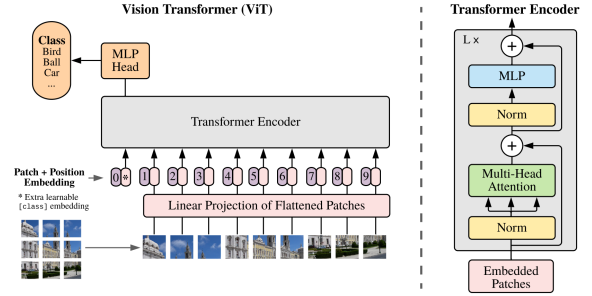 Vision Transformer (ViT)
Class
Bird
Ball
Car
...
MLP
Head
Transformer Encoder
Patch + Position
Embedding
* Extra learnable
[class] embedding
0 * 1 2 3 4 5 6 7 8 9
Linear Projection of Flattened Patches
Transformer Encoder
L x
+
MLP
Norm
+
Multi-Head
Attention
Norm
Embedded
Patches